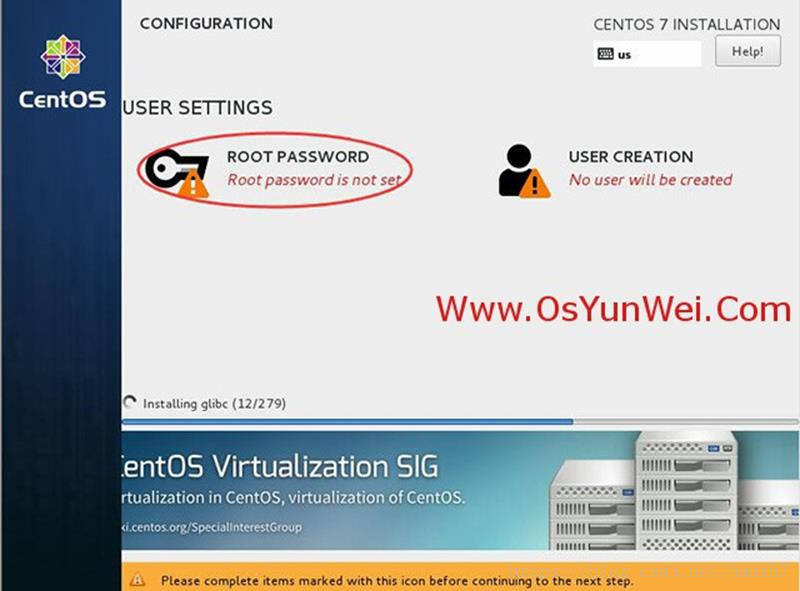 CONFIGURATION
CENTOS 7 INSTALLATION
us
Help!
CentOS
USER SETTINGS
ROOT PASSWORD
Root password is not set
USER CREATION
No user will be created
Www.OsYunWei.Com
Installing glibc (12/279)
entOS Virtualization SIG
rtualization in CentOS, virtualization of CentOS.
ki.centos.org/SpecialInterestGroup
Please complete items marked with this icon before continuing to the next step.